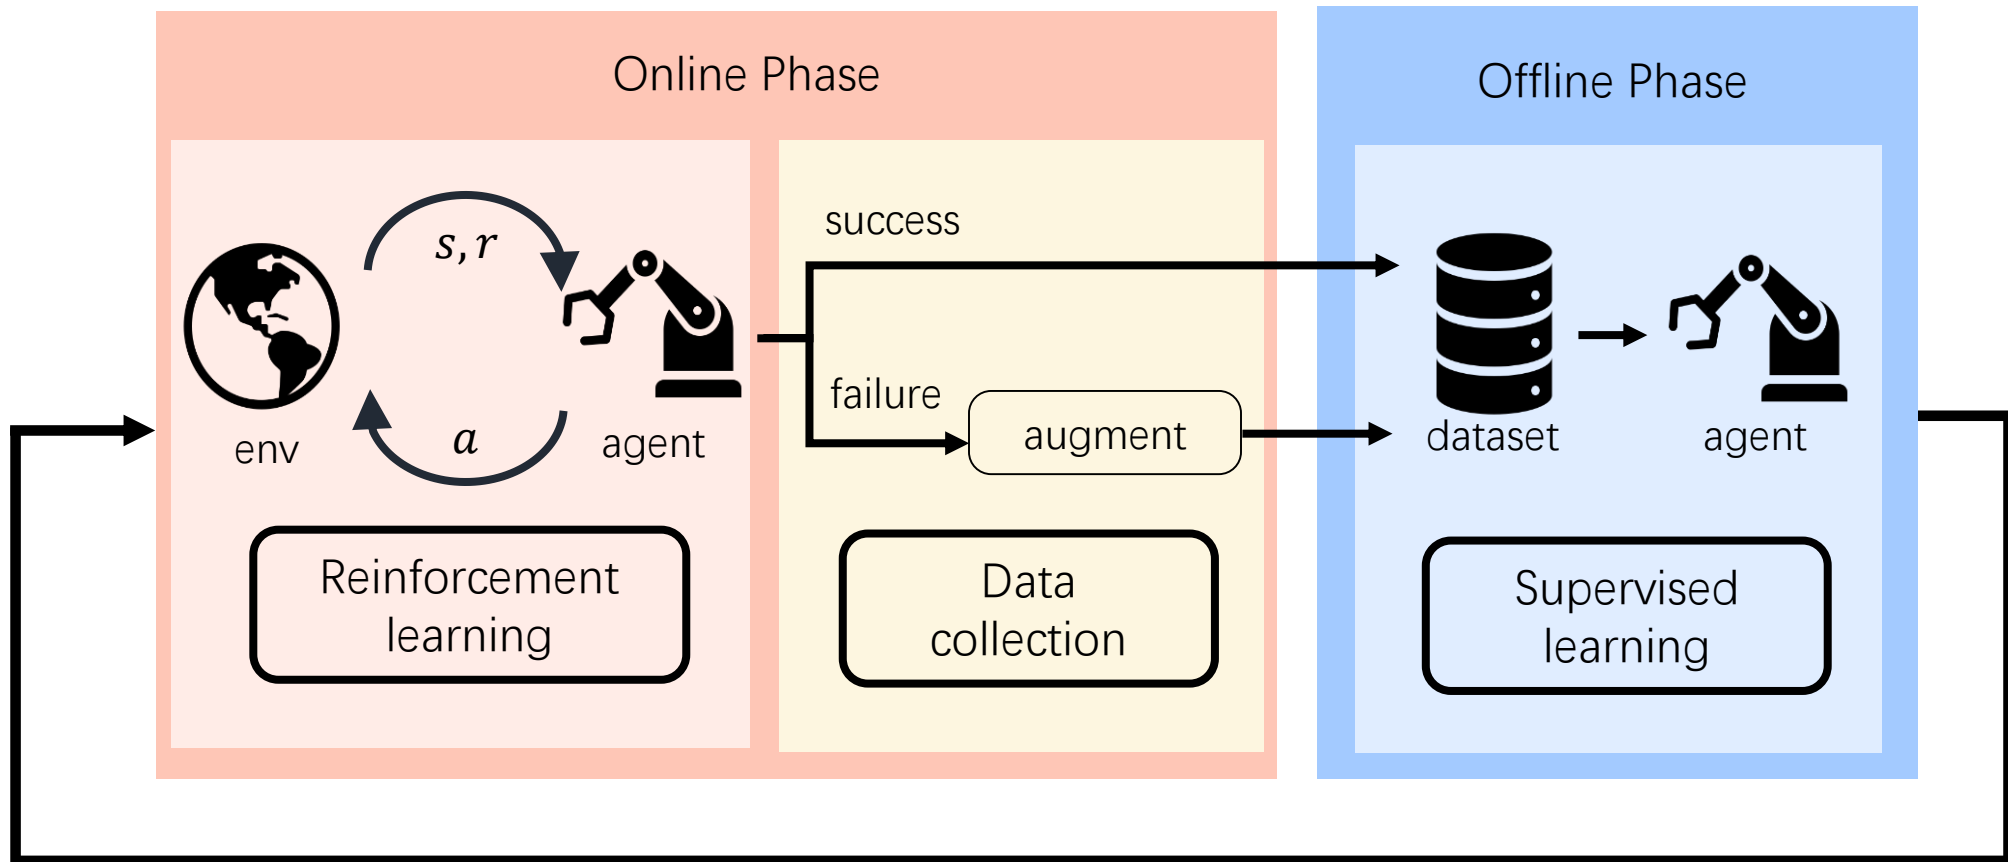 Online Phase
Offline Phase
s, r
a
env
agent
success
failure
augment
dataset
agent
Reinforcement
learning
Data
collection
Supervised
learning